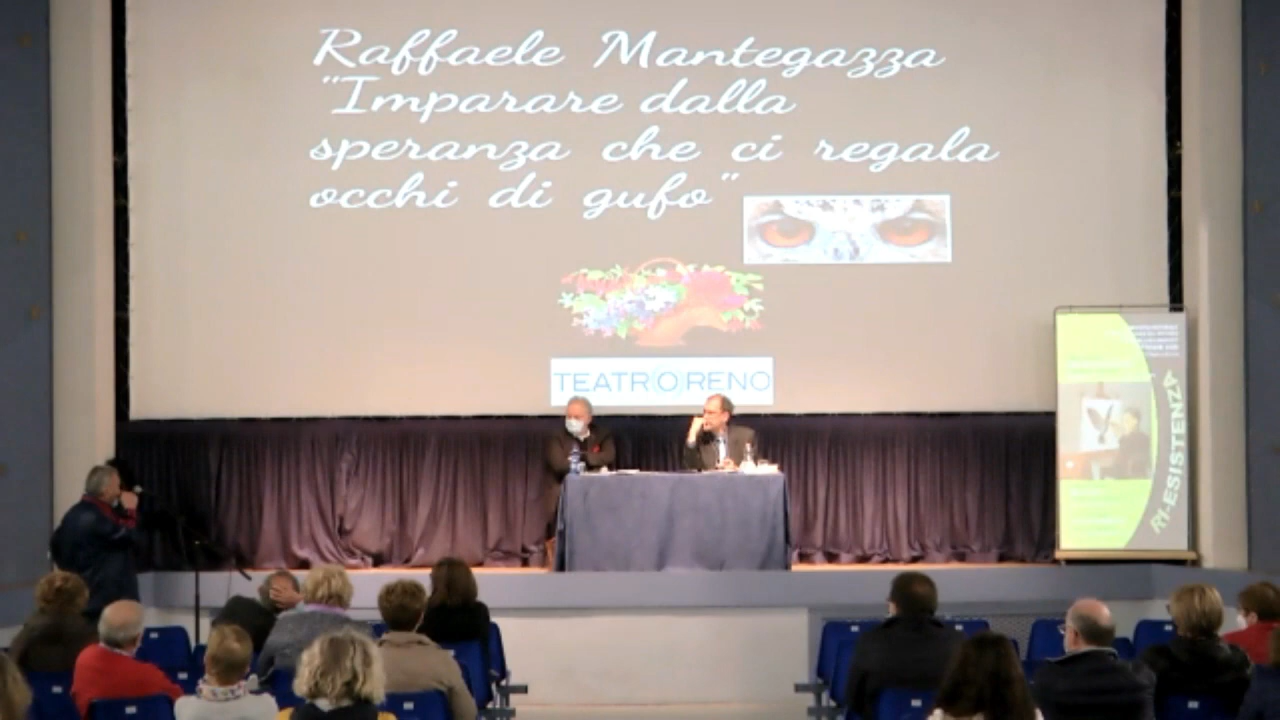 Raffaele Mantegazza
"Imparare dalla
speranza che ci regala
occhi di gufo"
TEATRO RENO
RI-ESISTENZA